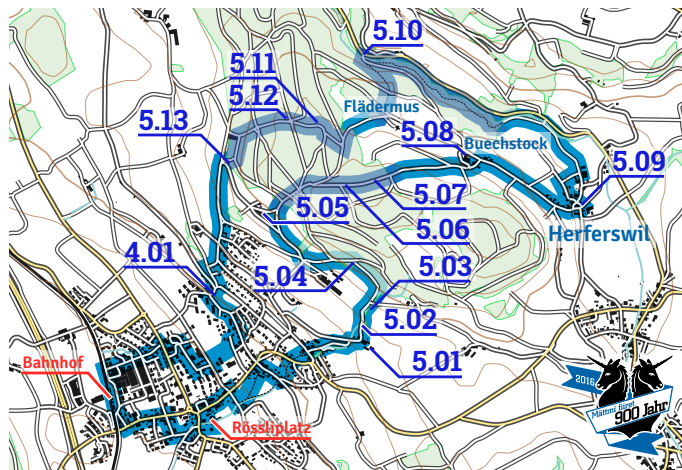 5.10
5.11
5.12
Flädermus
5.13
5.08
Buechstock
5.09
5.07
5.05
5.06
Herferswil
4.01
5.04
5.03
5.02
5.01
Bahnhof
Rössliplatz
2016
Mättmi fiiret
900 Jahr